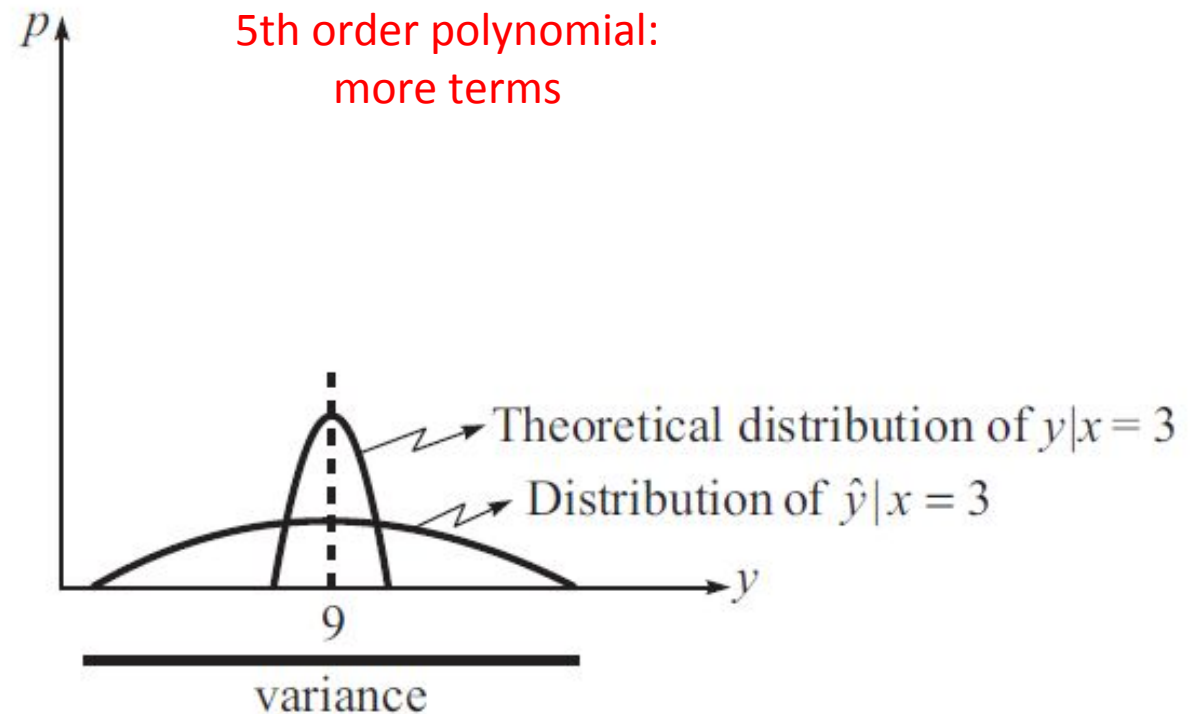 p
5th order polynomial:
more terms
Theoretical distribution of y|x = 3
Distribution of ŷ|x = 3
y
9
variance